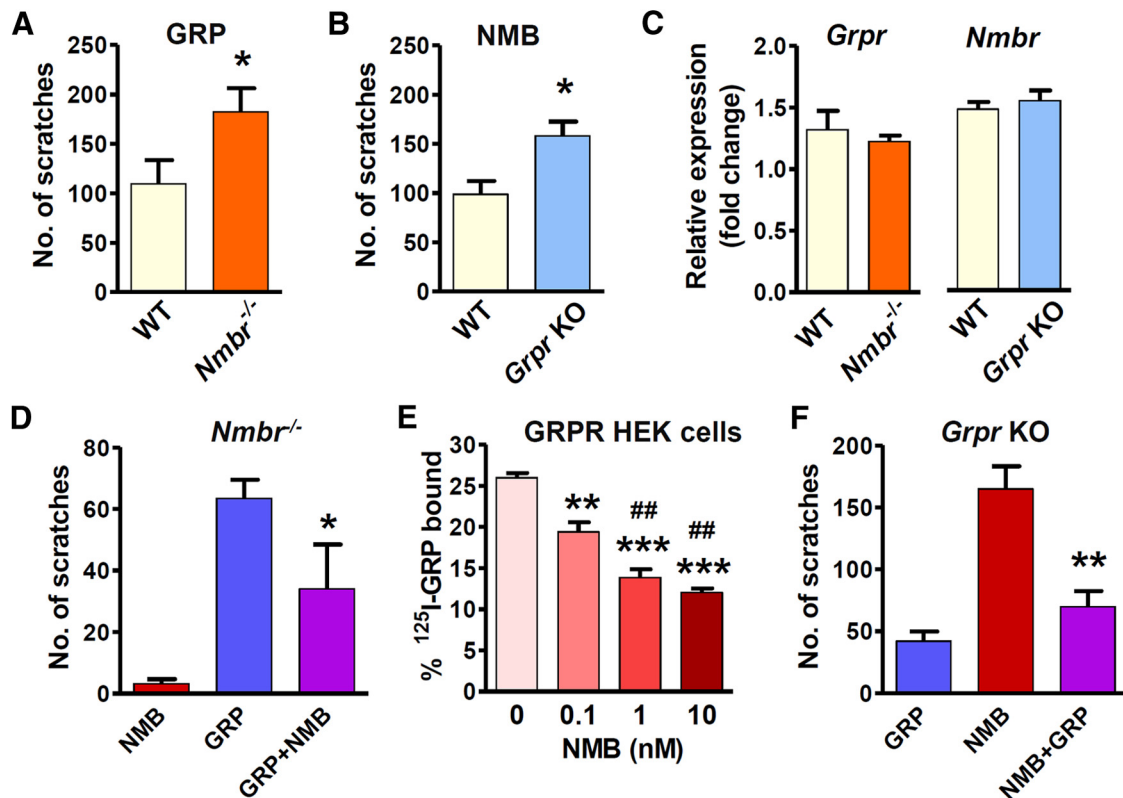 A
GRP
No. of scratches
250
200
150
100
50
0
*
WT
Nmbr-/-
B
NMB
No. of scratches
250
200
150
100
50
0
*
WT
Grpr KO
C
Grpr
Nmbr
Relative expression
(fold change)
2.0
1.5
1.0
0.5
0.0
WT
Nmbr-/-
WT
Grpr KO
D
Nmbr-/-
No. of scratches
80
60
40
20
0
*
NMB
GRP
GRP+NMB
E
GRPR HEK cells
% 125I-GRP bound
30
25
20
15
10
5
0
**
##
***
##
***
0 0.1 1 10
NMB (nM)
F
Grpr KO
No. of scratches
200
150
100
50
0
**
GRP
NMB
NMB+GRP